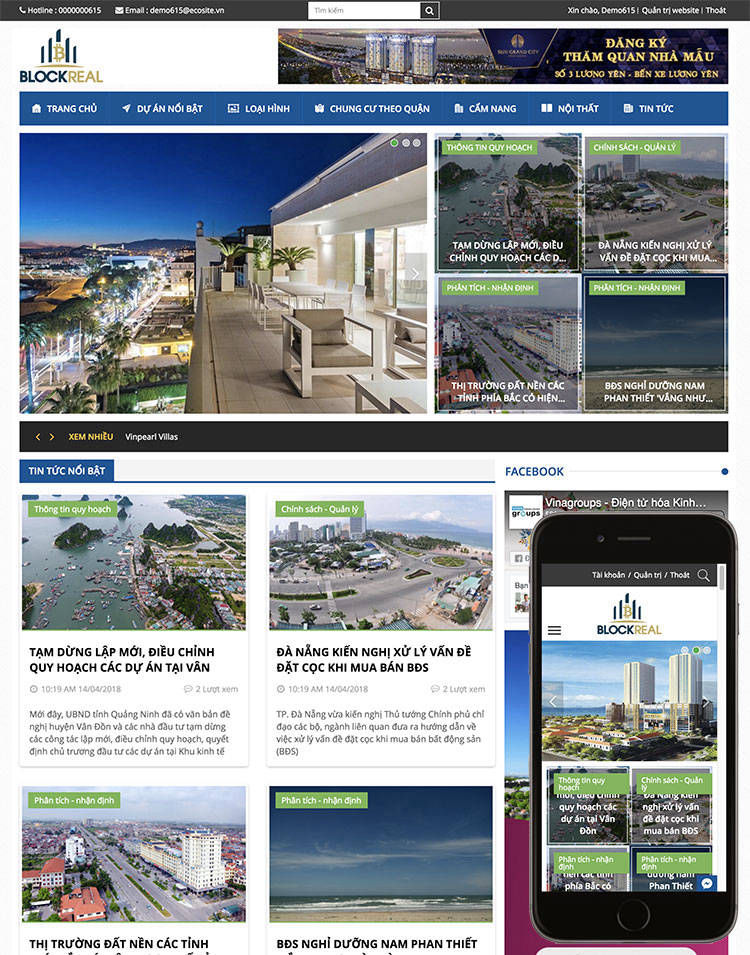 Hotline : 0000000615
Email : demo615@ecosite.vn
Tìm kiếm
Xin chào, Demo615 | Quản trị website | Thoát
BLOCKREAL
SUN GRAND CITY
ĐĂNG KÝ
THĂM QUAN NHÀ MẪU
SỐ 3 LƯƠNG YÊN - BẾN XE LƯƠNG YÊN
TRANG CHỦ
DỰ ÁN NỔI BẬT
LOẠI HÌNH
CHUNG CƯ THEO QUẬN
CẨM NANG
NỘI THẤT
TIN TỨC
THÔNG TIN QUY HOẠCH
TẠM DỪNG LẬP MỚI, ĐIỀU
CHỈNH QUY HOẠCH CÁC D...
CHÍNH SÁCH - QUẢN LÝ
ĐÀ NẴNG KIẾN NGHỊ XỬ LÝ
VẤN ĐỀ ĐẶT CỌC KHI MUA...
PHÂN TÍCH - NHẬN ĐỊNH
THỊ TRƯỜNG ĐẤT NỀN CÁC
TỈNH PHÍA BẮC CÓ HIỆN...
PHÂN TÍCH - NHẬN ĐỊNH
BĐS NGHỈ DƯỠNG NAM
PHAN THIẾT 'VẮNG NHƯ...
XEM NHIỀU
Vinpearl Villas
TIN TỨC NỔI BẬT
Thông tin quy hoạch
TẠM DỪNG LẬP MỚI, ĐIỀU CHỈNH
QUY HOẠCH CÁC DỰ ÁN TẠI VÂN
10:19 AM 14/04/2018
2 Lượt xem
Mới đây, UBND tỉnh Quảng Ninh đã có văn bản đề
nghị huyện Vân Đồn và các nhà đầu tư tạm dừng
các công tác lập mới, điều chỉnh quy hoạch, quyết
định chủ trương đầu tư các dự án tại Khu kinh tế
Chính sách - Quản lý
ĐÀ NẴNG KIẾN NGHỊ XỬ LÝ VẤN ĐỀ
ĐẶT CỌC KHI MUA BÁN BĐS
10:19 AM 14/04/2018
2 Lượt xem
TP. Đà Nẵng vừa kiến nghị Thủ tướng Chính phủ chỉ
đạo các bộ, ngành liên quan đưa ra hướng dẫn về
việc xử lý vấn đề đặt cọc khi mua bán bất động sản
(BĐS)
Phân tích - nhận định
THỊ TRƯỜNG ĐẤT NỀN CÁC TỈNH
Phân tích - nhận định
BĐS NGHỈ DƯỠNG NAM PHAN THIẾT
FACEBOOK
Vinagroups - Điện tử hóa Kinh...
groups
Bạn
Tài khoản / Quản trị / Thoát
BLOCKREAL
Thông tin quy
hoạch
mới, điều chỉnh
quy hoạch các
dự án tại Vân
Đồn
Chính sách - Quản
lý
Đà Nẵng kiến
nghị xử lý vấn
đề đặt cọc khi
mua bán BĐS
Phân tích - nhận
định
nền các tỉnh
phía Bắc có
Phân tích - nhận
định
dưỡng nam
Phan Thiết